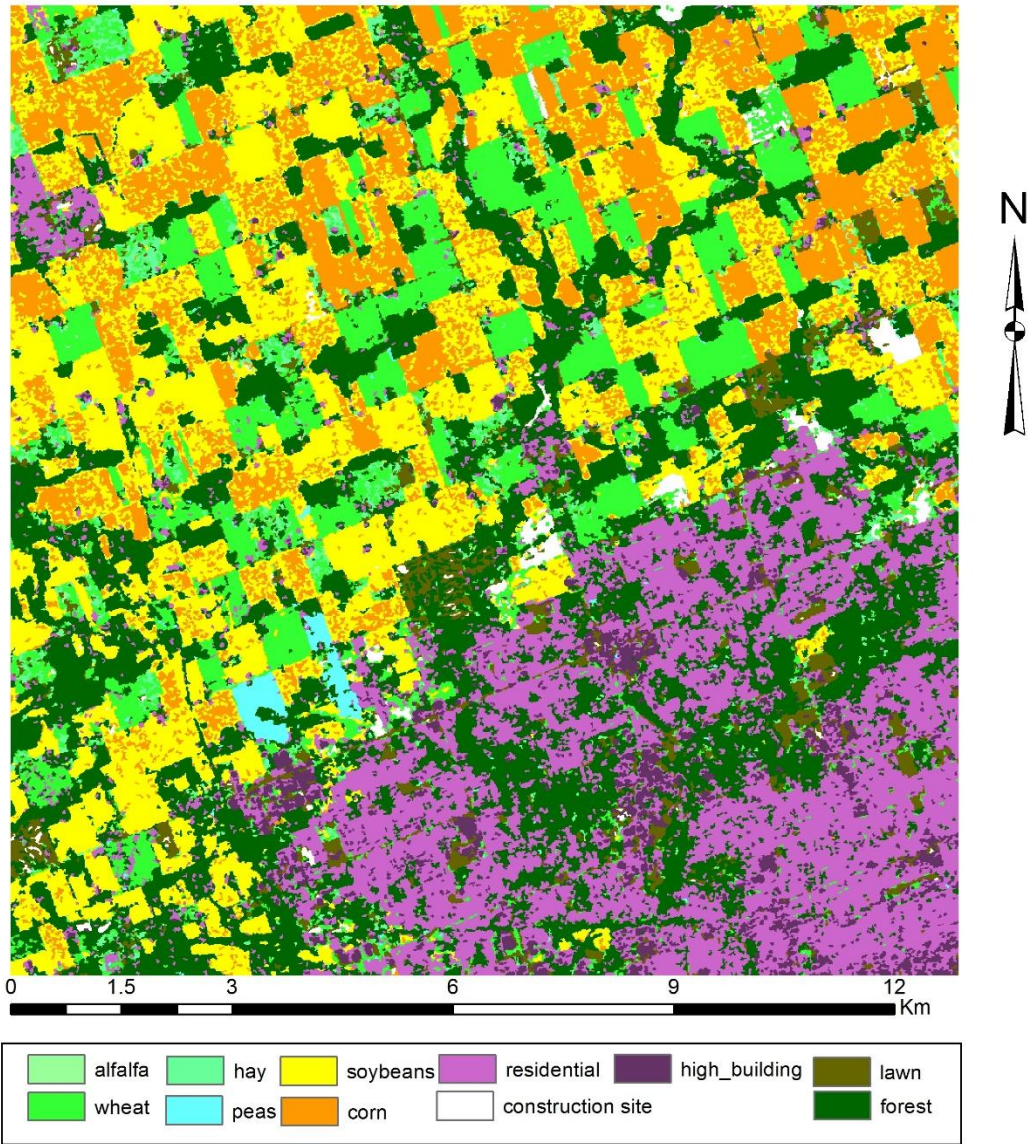 N
0 1.5 3 6 9 12
Km
alfalfa hay soybeans residential high_building lawn
wheat peas corn construction site forest